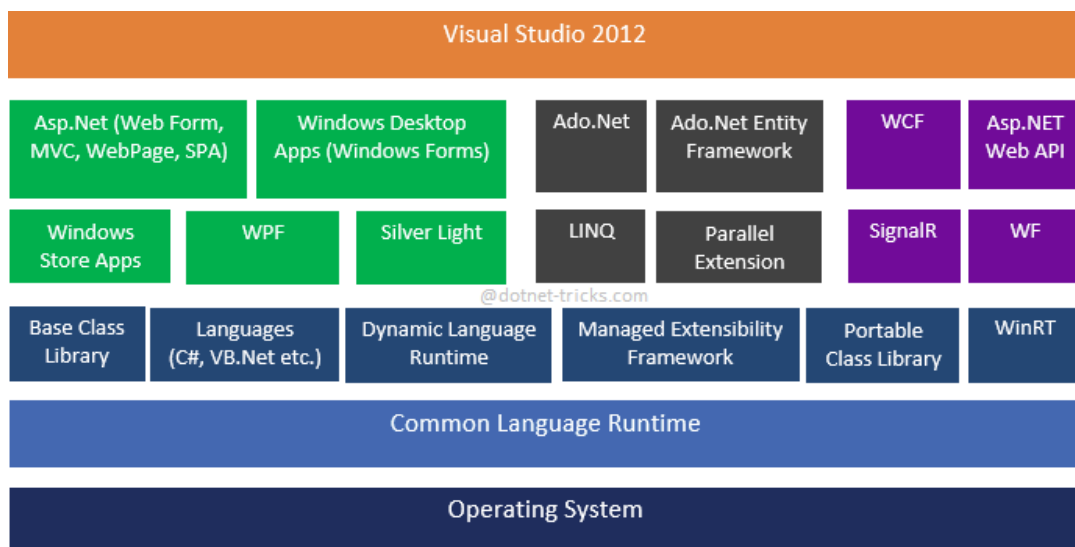 Visual Studio 2012
Asp.Net (Web Form,
MVC, WebPage, SPA)
Windows Desktop
Apps (Windows Forms)
Ado.Net
Ado.Net Entity
Framework
WCF
Asp.NET
Web API
Windows
Store Apps
WPF
Silver Light
LINQ
Parallel
Extension
SignalR
WF
@dotnet-tricks.com
Base Class
Library
Languages
(C#, VB.Net etc.)
Dynamic Language
Runtime
Managed Extensibility
Framework
Portable
Class Library
WinRT
Common Language Runtime
Operating System